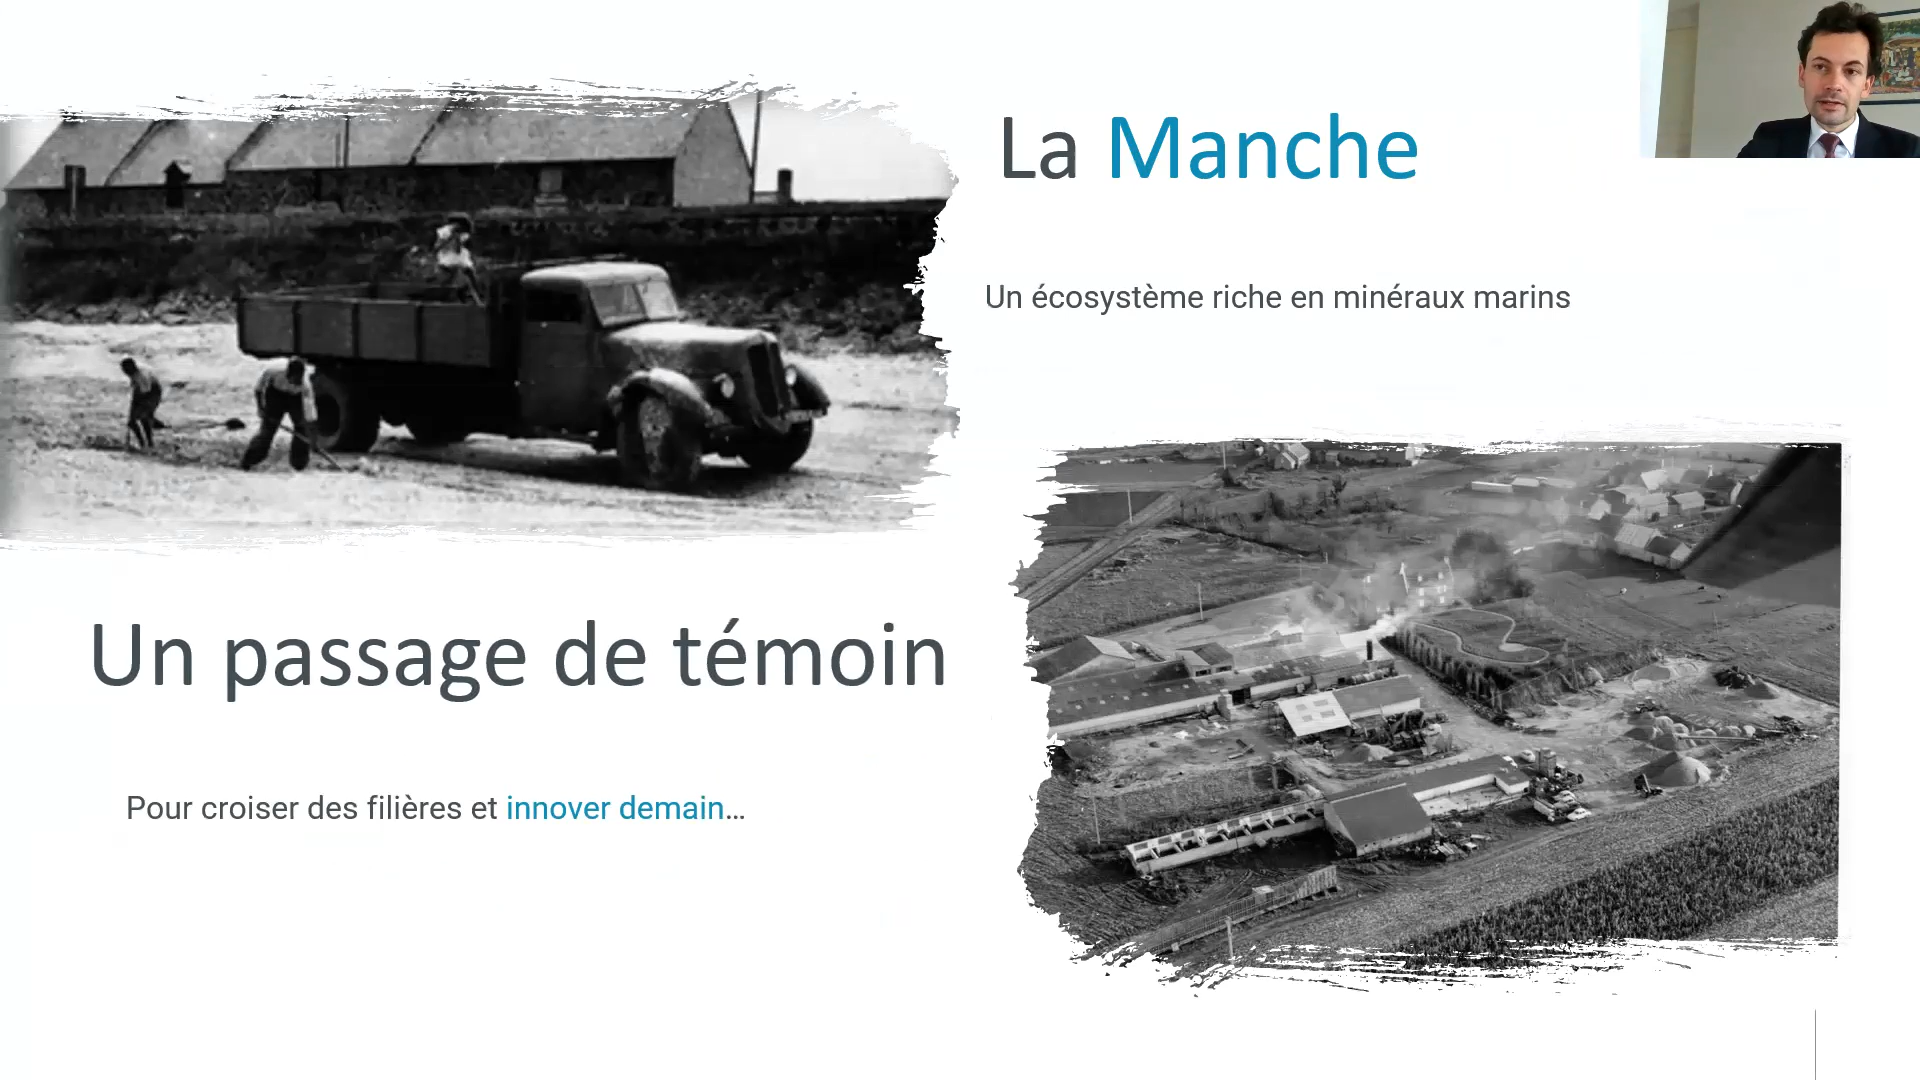 La Manche
Un écosystème riche en minéraux marins
Un passage de témoin
Pour croiser des filières et innover demain...